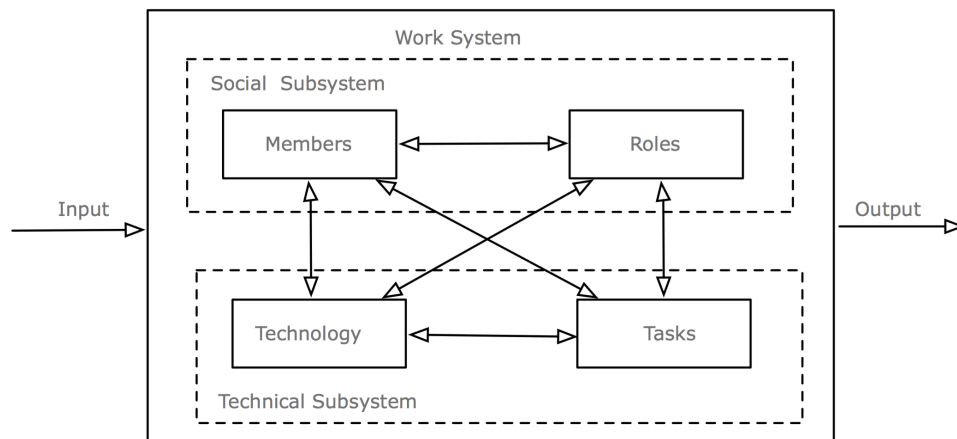 Work System
Social Subsystem
Members
Roles
Input
Output
Technology
Tasks
Technical Subsystem